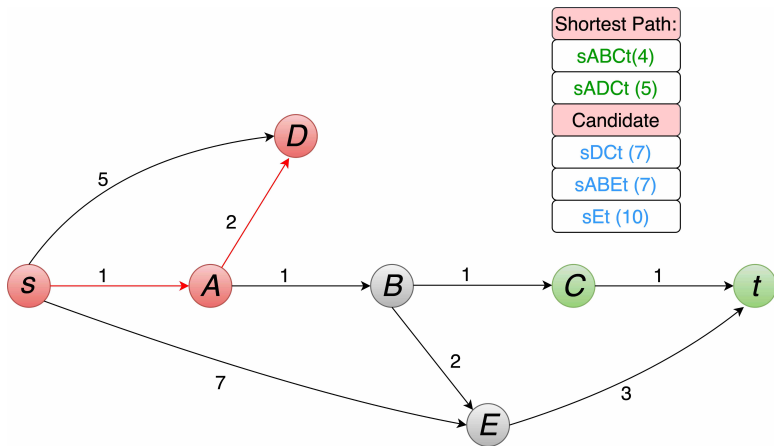 Shortest Path:
sABCt(4)
sADCt (5)
Candidate
sDCt (7)
sABEt (7)
sEt (10)
D
5
2
s
1
A
1
B
1
C
1
t
2
7
3
E